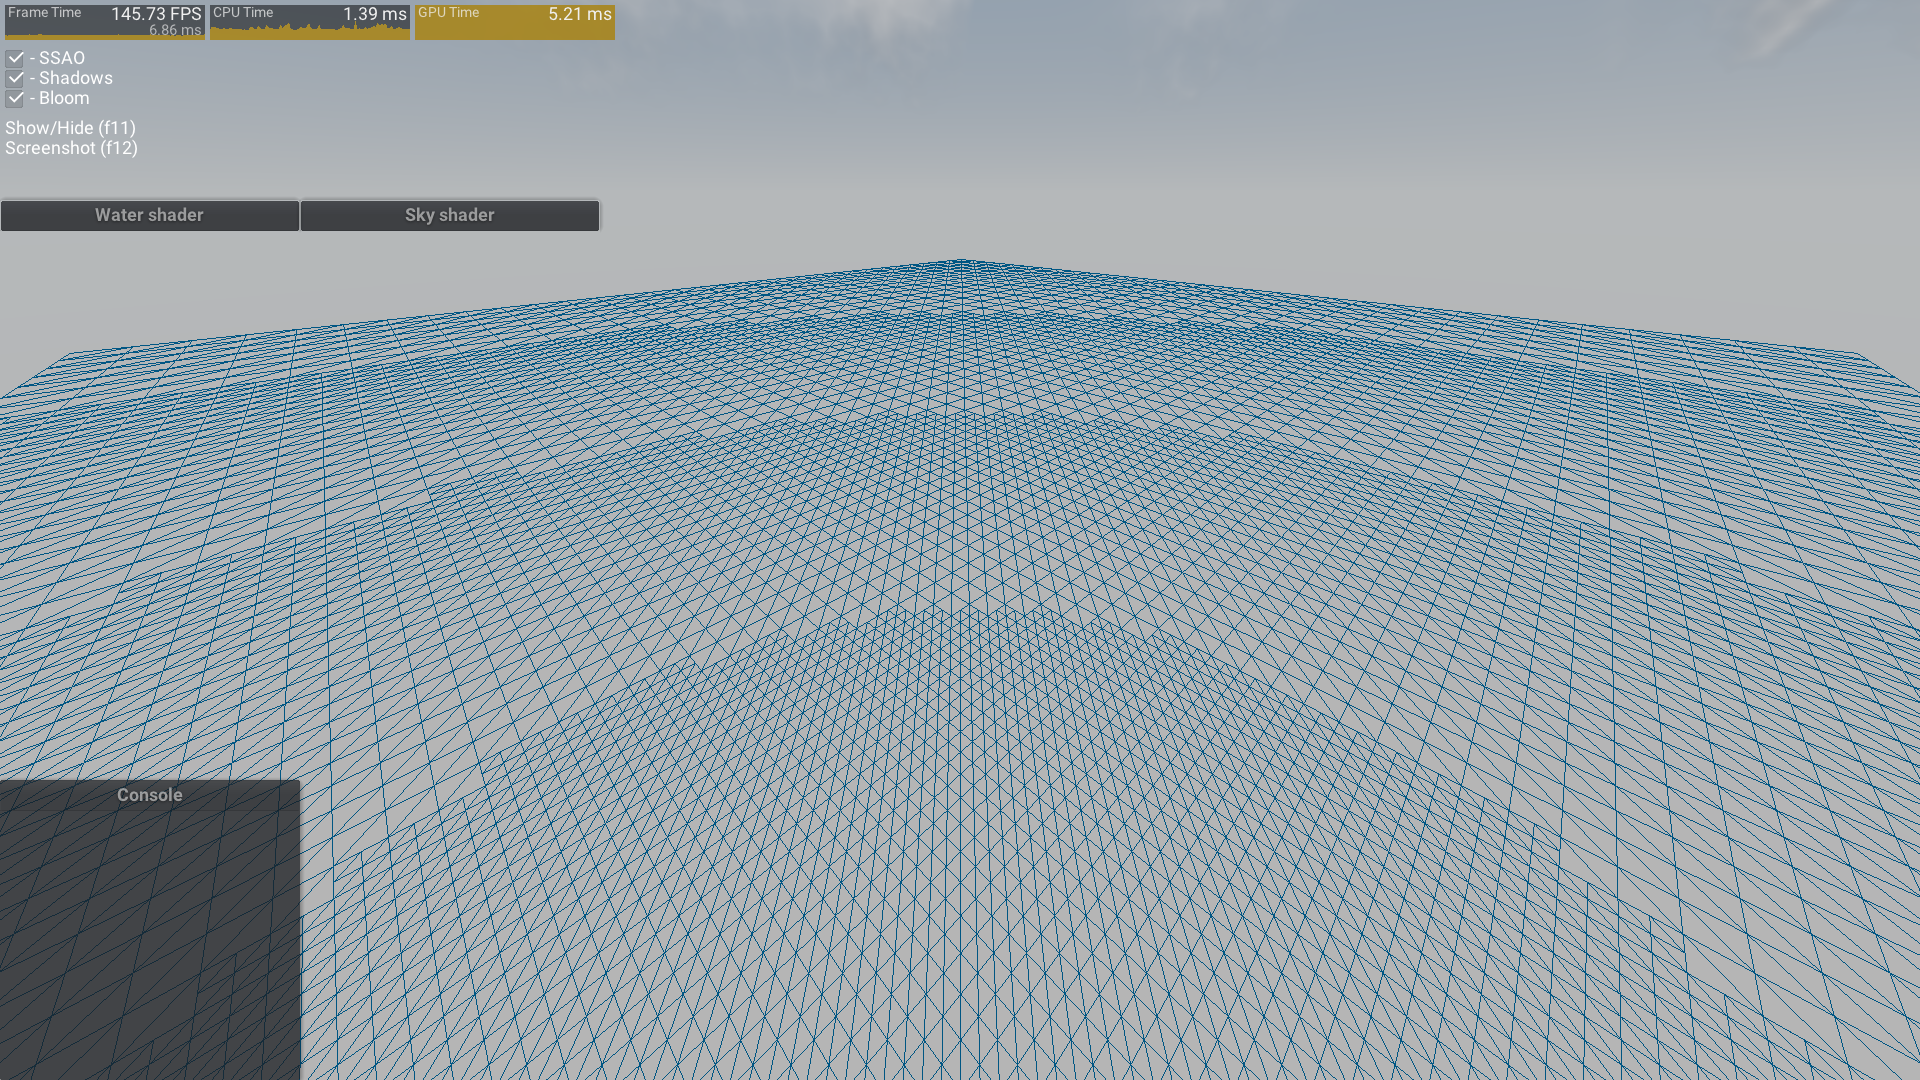 Frame Time 145.73 FPS
6.86 ms
CPU Time 1.39 ms
GPU Time 5.21 ms
- SSAO
- Shadows
- Bloom
Show/Hide (f11)
Screenshot (f12)
Water shader
Sky shader
Console